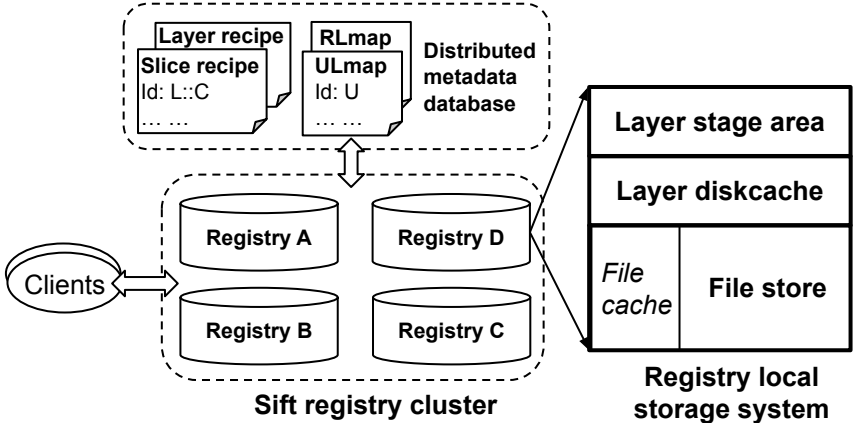 Layer recipe
Slice recipe
Id: L::C
... ...
RLmap
ULmap
Id: U
... ...
Distributed
metadata
database
Registry A
Registry D
Registry B
Registry C
Clients
Sift registry cluster
Layer stage area
Layer diskcache
File
cache
File store
Registry local
storage system